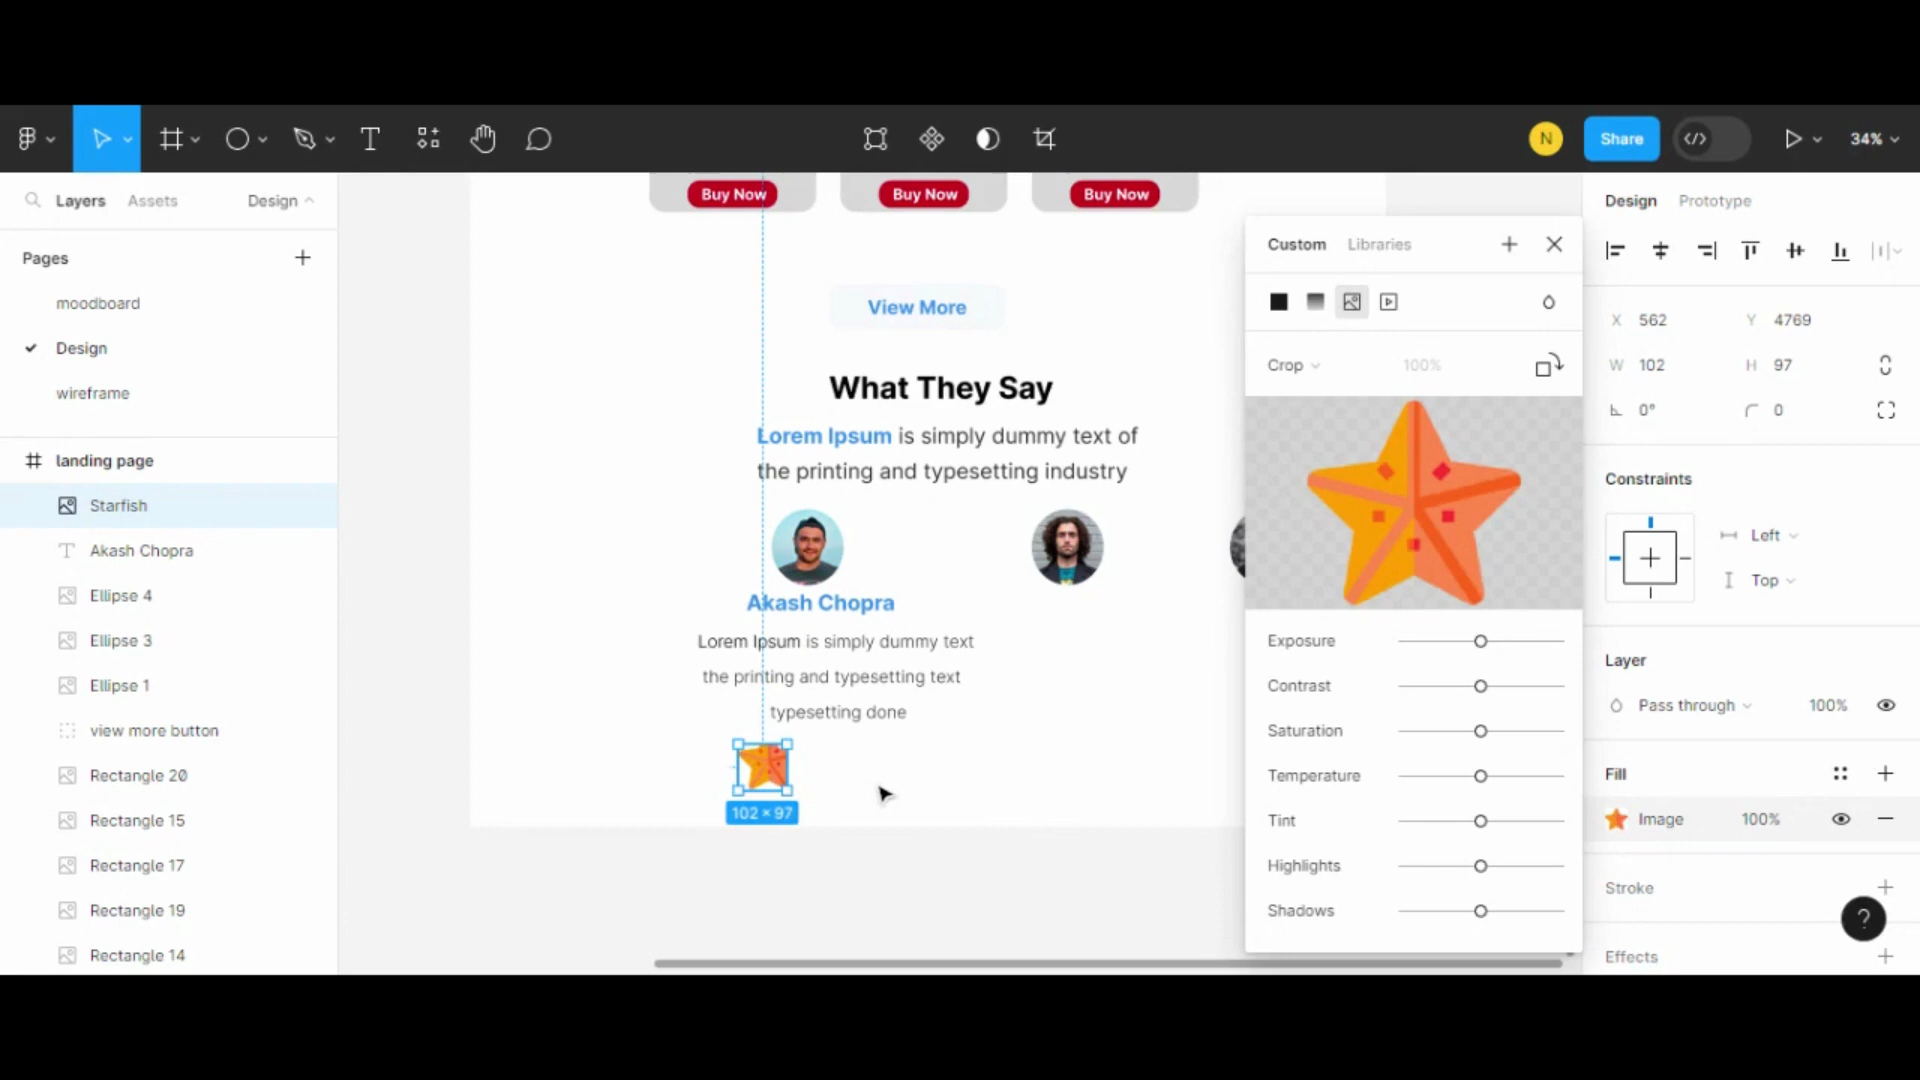 N
Share
34%
Layers
Assets
Design
Pages
moodboard
Design
wireframe
landing page
Starfish
Akash Chopra
Ellipse 4
Ellipse 3
Ellipse 1
view more button
Rectangle 20
Rectangle 15
Rectangle 17
Rectangle 19
Rectangle 14
Buy Now
Buy Now
Buy Now
View More
What They Say
Lorem Ipsum is simply dummy text of
the printing and typesetting industry
Akash Chopra
Lorem Ipsum is simply dummy text
the printing and typesetting text
typesetting done
102 × 97
Custom
Libraries
Crop
100%
Exposure
Contrast
Saturation
Temperature
Tint
Highlights
Shadows
Design
Prototype
X 562
Y 4769
W 102
H 97
0°
0
Constraints
Left
Top
Layer
Pass through
100%
Fill
Image
100%
Stroke
?
Effects